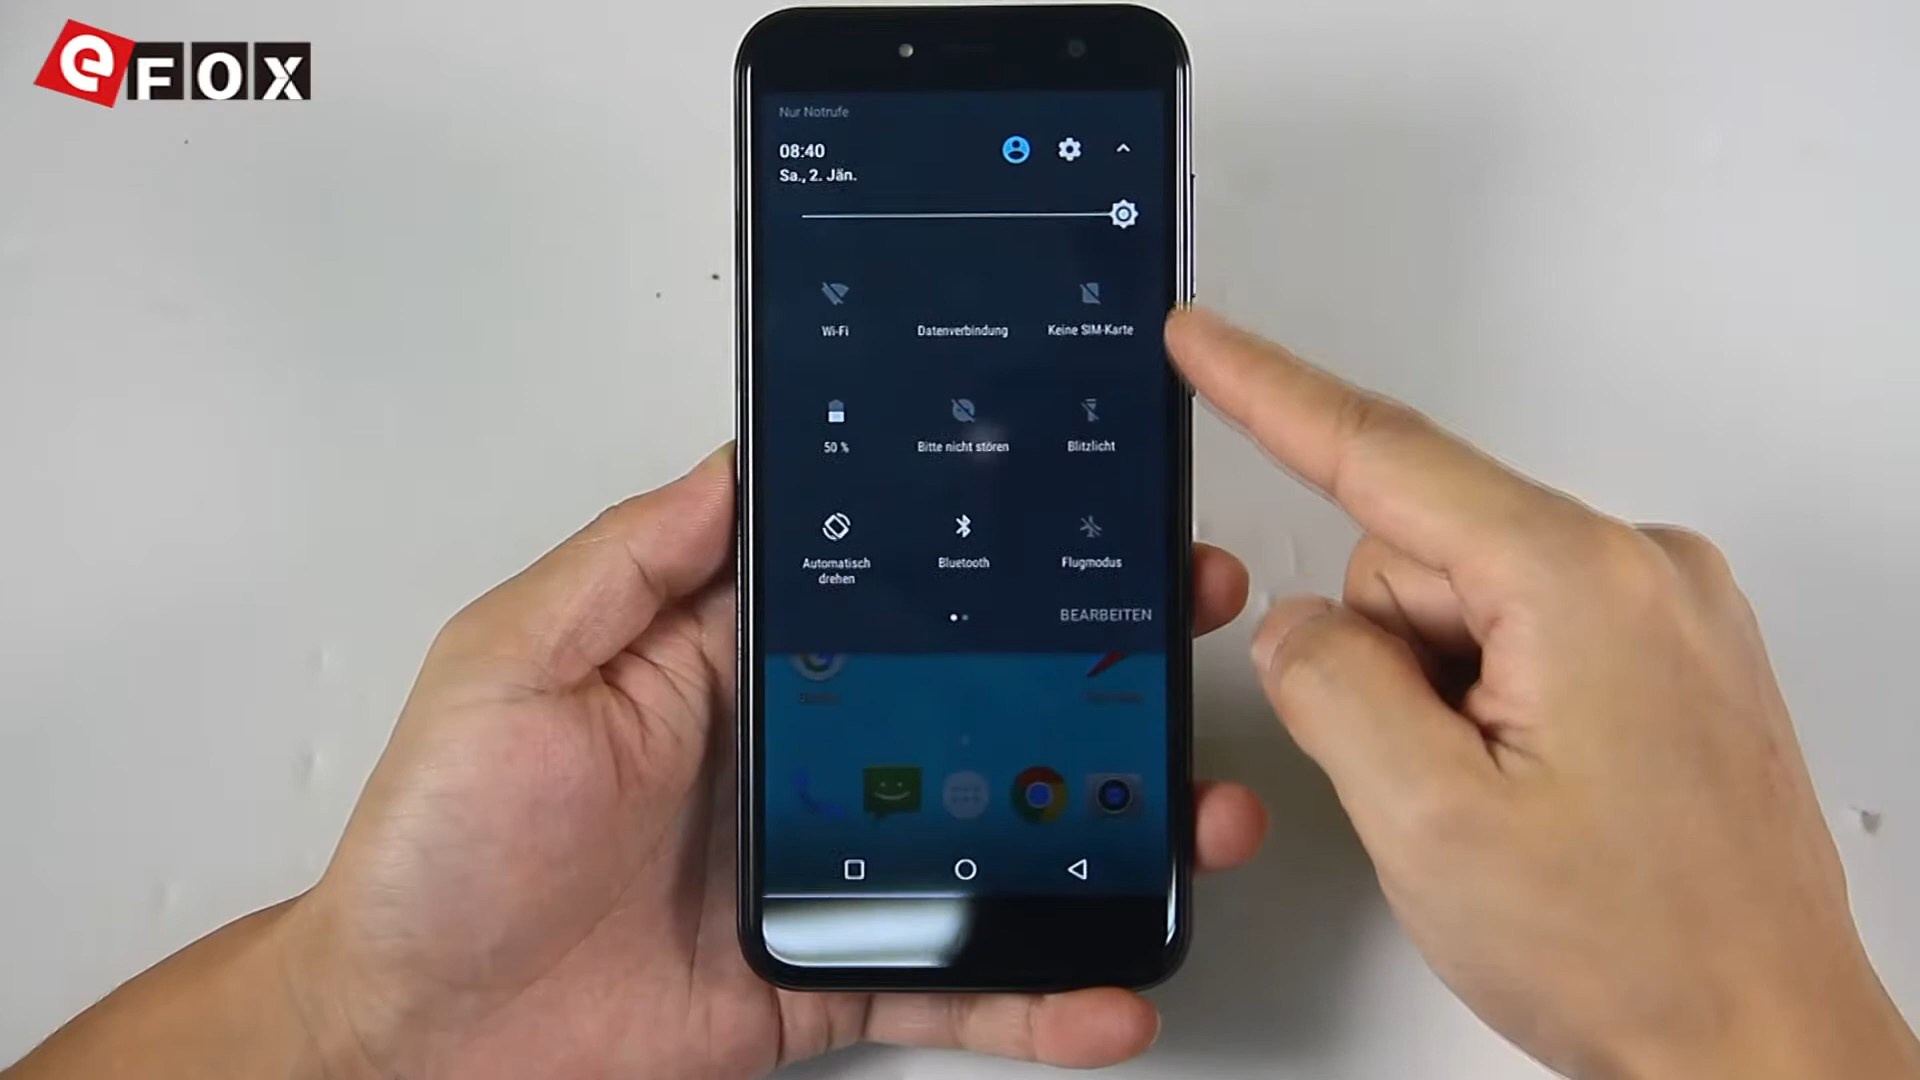 eFOX
Nur Notrufe
08:40
Sa., 2. Jän.
Wi-Fi
Datenverbindung
Keine SIM-Karte
50 %
Bitte nicht stören
Blitzlicht
Automatisch
drehen
Bluetooth
Flugmodus
BEARBEITEN